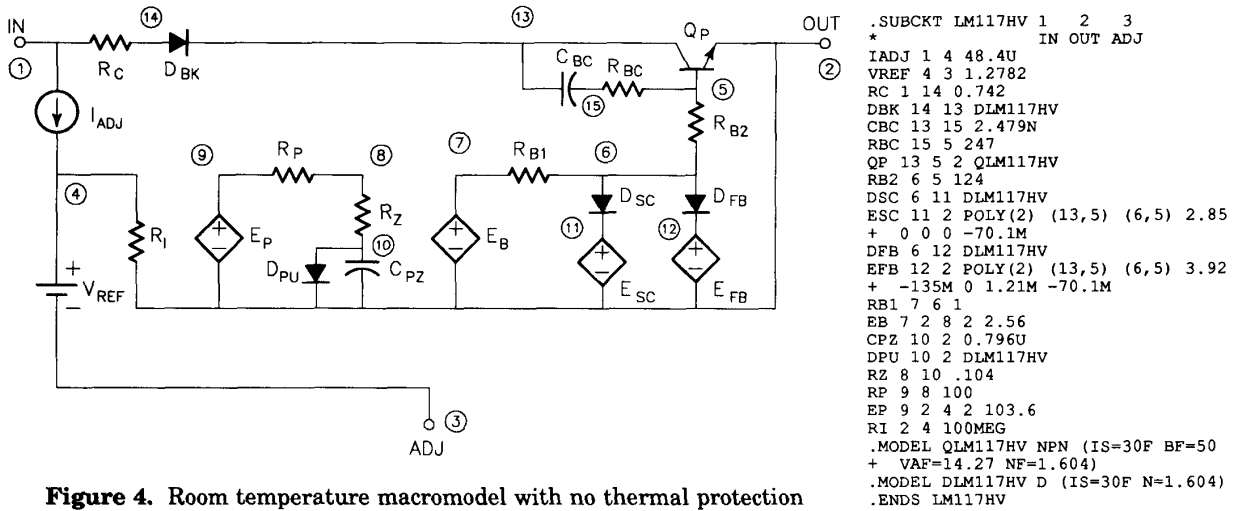 IN
OUT
14
13
1
2
R_C
D_BK
Q_P
C_BC
R_BC
15
5
I_ADJ
R_B2
9
R_P
8
7
R_B1
6
4
R_I
+
−
E_P
R_Z
10
D_PU
C_PZ
+
−
E_B
D_SC
D_FB
11
12
+
−
E_SC
+
−
E_FB
+
V_REF
−
3
ADJ
Figure 4. Room temperature macromodel with no thermal protection
.SUBCKT LM117HV 1 2 3
* IN OUT ADJ
IADJ 1 4 48.4U
VREF 4 3 1.2782
RC 1 14 0.742
DBK 14 13 DLM117HV
CBC 13 15 2.479N
RBC 15 5 247
QP 13 5 2 QLM117HV
RB2 6 5 124
DSC 6 11 DLM117HV
ESC 11 2 POLY(2) (13,5) (6,5) 2.85
+ 0 0 0 -70.1M
DFB 6 12 DLM117HV
EFB 12 2 POLY(2) (13,5) (6,5) 3.92
+ -135M 0 1.21M -70.1M
RB1 7 6 1
EB 7 2 8 2 2.56
CPZ 10 2 0.796U
DPU 10 2 DLM117HV
RZ 8 10 .104
RP 9 8 100
EP 9 2 4 2 103.6
RI 2 4 100MEG
.MODEL QLM117HV NPN (IS=30F BF=50
+ VAF=14.27 NF=1.604)
.MODEL DLM117HV D (IS=30F N=1.604)
.ENDS LM117HV